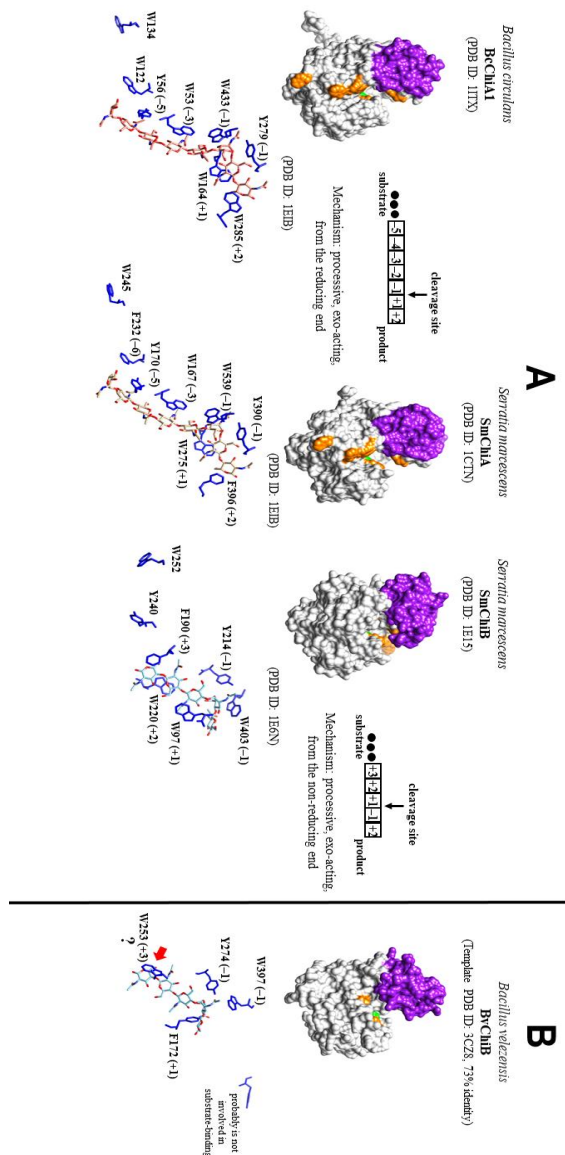 A
Bacillus circulans
BcChiA1
(PDB ID: 1ITX)
cleavage site
–5 –4 –3 –2 –1 +1 +2
substrate
product
Mechanism: processive, exo-acting,
from the reducing end
Serratia marcescens
SmChiA
(PDB ID: 1CTN)
Serratia marcescens
SmChiB
(PDB ID: 1E15)
cleavage site
+3 +2 +1 –1 +2
substrate
product
Mechanism: processive, exo-acting,
from the non-reducing end
(PDB ID: 1EIB)
Y279 (–1)
W433 (–1)
W285 (+2)
W53 (–3)
W164 (+1)
Y56 (–5)
W122
W134
(PDB ID: 1EIB)
Y390 (–1)
W539 (–1)
F396 (+2)
W167 (–3)
W275 (+1)
Y170 (–5)
F232 (–6)
W245
(PDB ID: 1E6N)
Y214 (–1)
W403 (–1)
F190 (+3)
W97 (+1)
W220 (+2)
Y240
W252
B
Bacillus velezensis
BvChiB
(Template PDB ID: 3CZ8, 73% identity)
W397 (–1)
Y274 (–1)
F172 (+1)
W253 (+3)
?
probably is not
involved in
substrate-binding